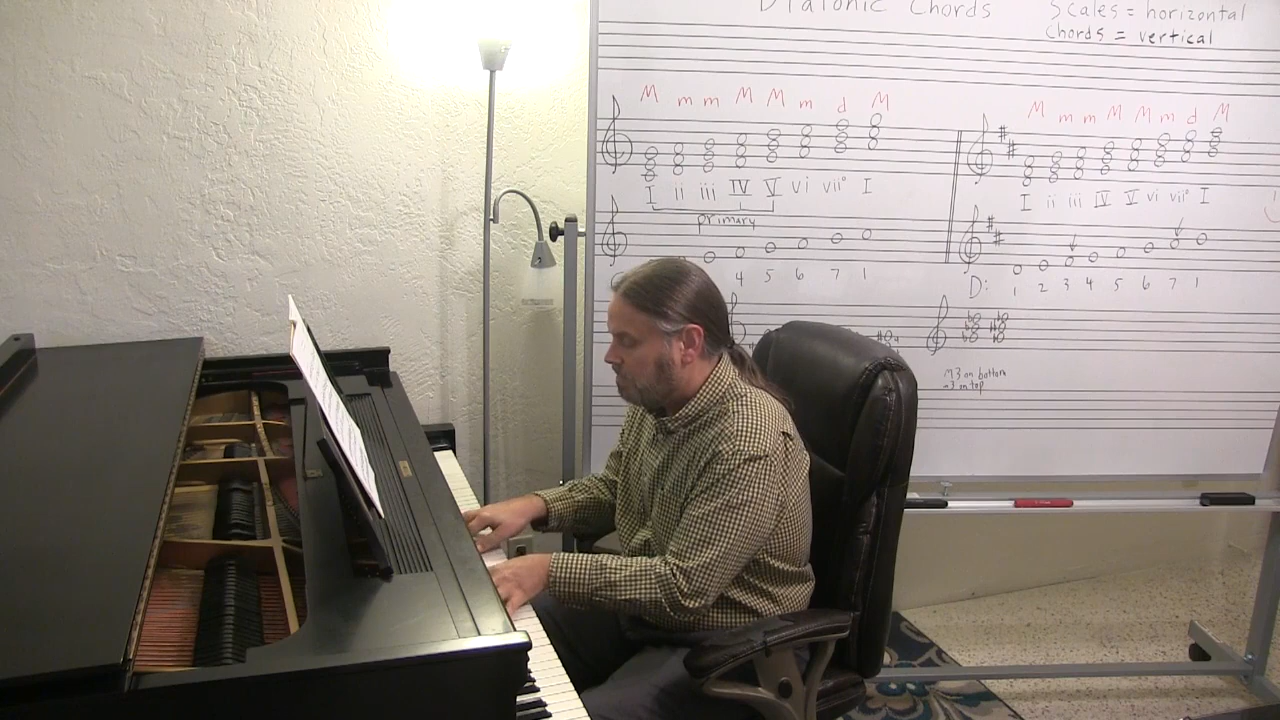 Diatonic Chords
Scales = horizontal
Chords = vertical
M m m M M m d M
I ii iii IV V vi vii° I
primary
4 5 6 7 1
M m m M M m d M
I ii iii IV V vi vii° I
D: 1 2 3 4 5 6 7 1
M3 on bottom
m3 on top